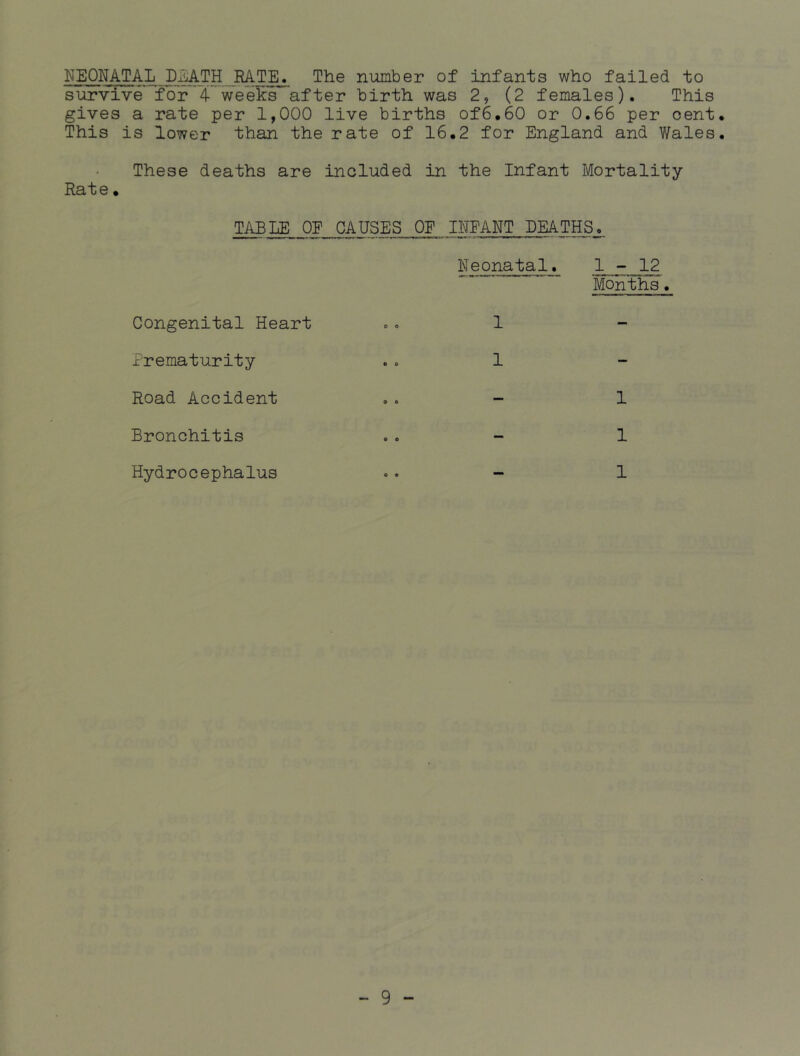 NEONATAL DEATH RATE. The number of infants who failed to
survive for 4 weeks after birth was 2, (2 females). This
gives a rate per 1,000 live births of6.60 or 0.66 per cent.
This is lower than the rate of 16.2 for England and Wales.
These deaths are included in the Infant Mortality
Rate.
TABLE OF CAUSES OF INFANT DEATHS.
Neonatal. 1 - 12
Months.
Congenital Heart .. 1 -
Prematurity .. 1 -
Road Accident .. - 1
Bronchitis .. - 1
Hydrocephalus .. - 1
- 9 -